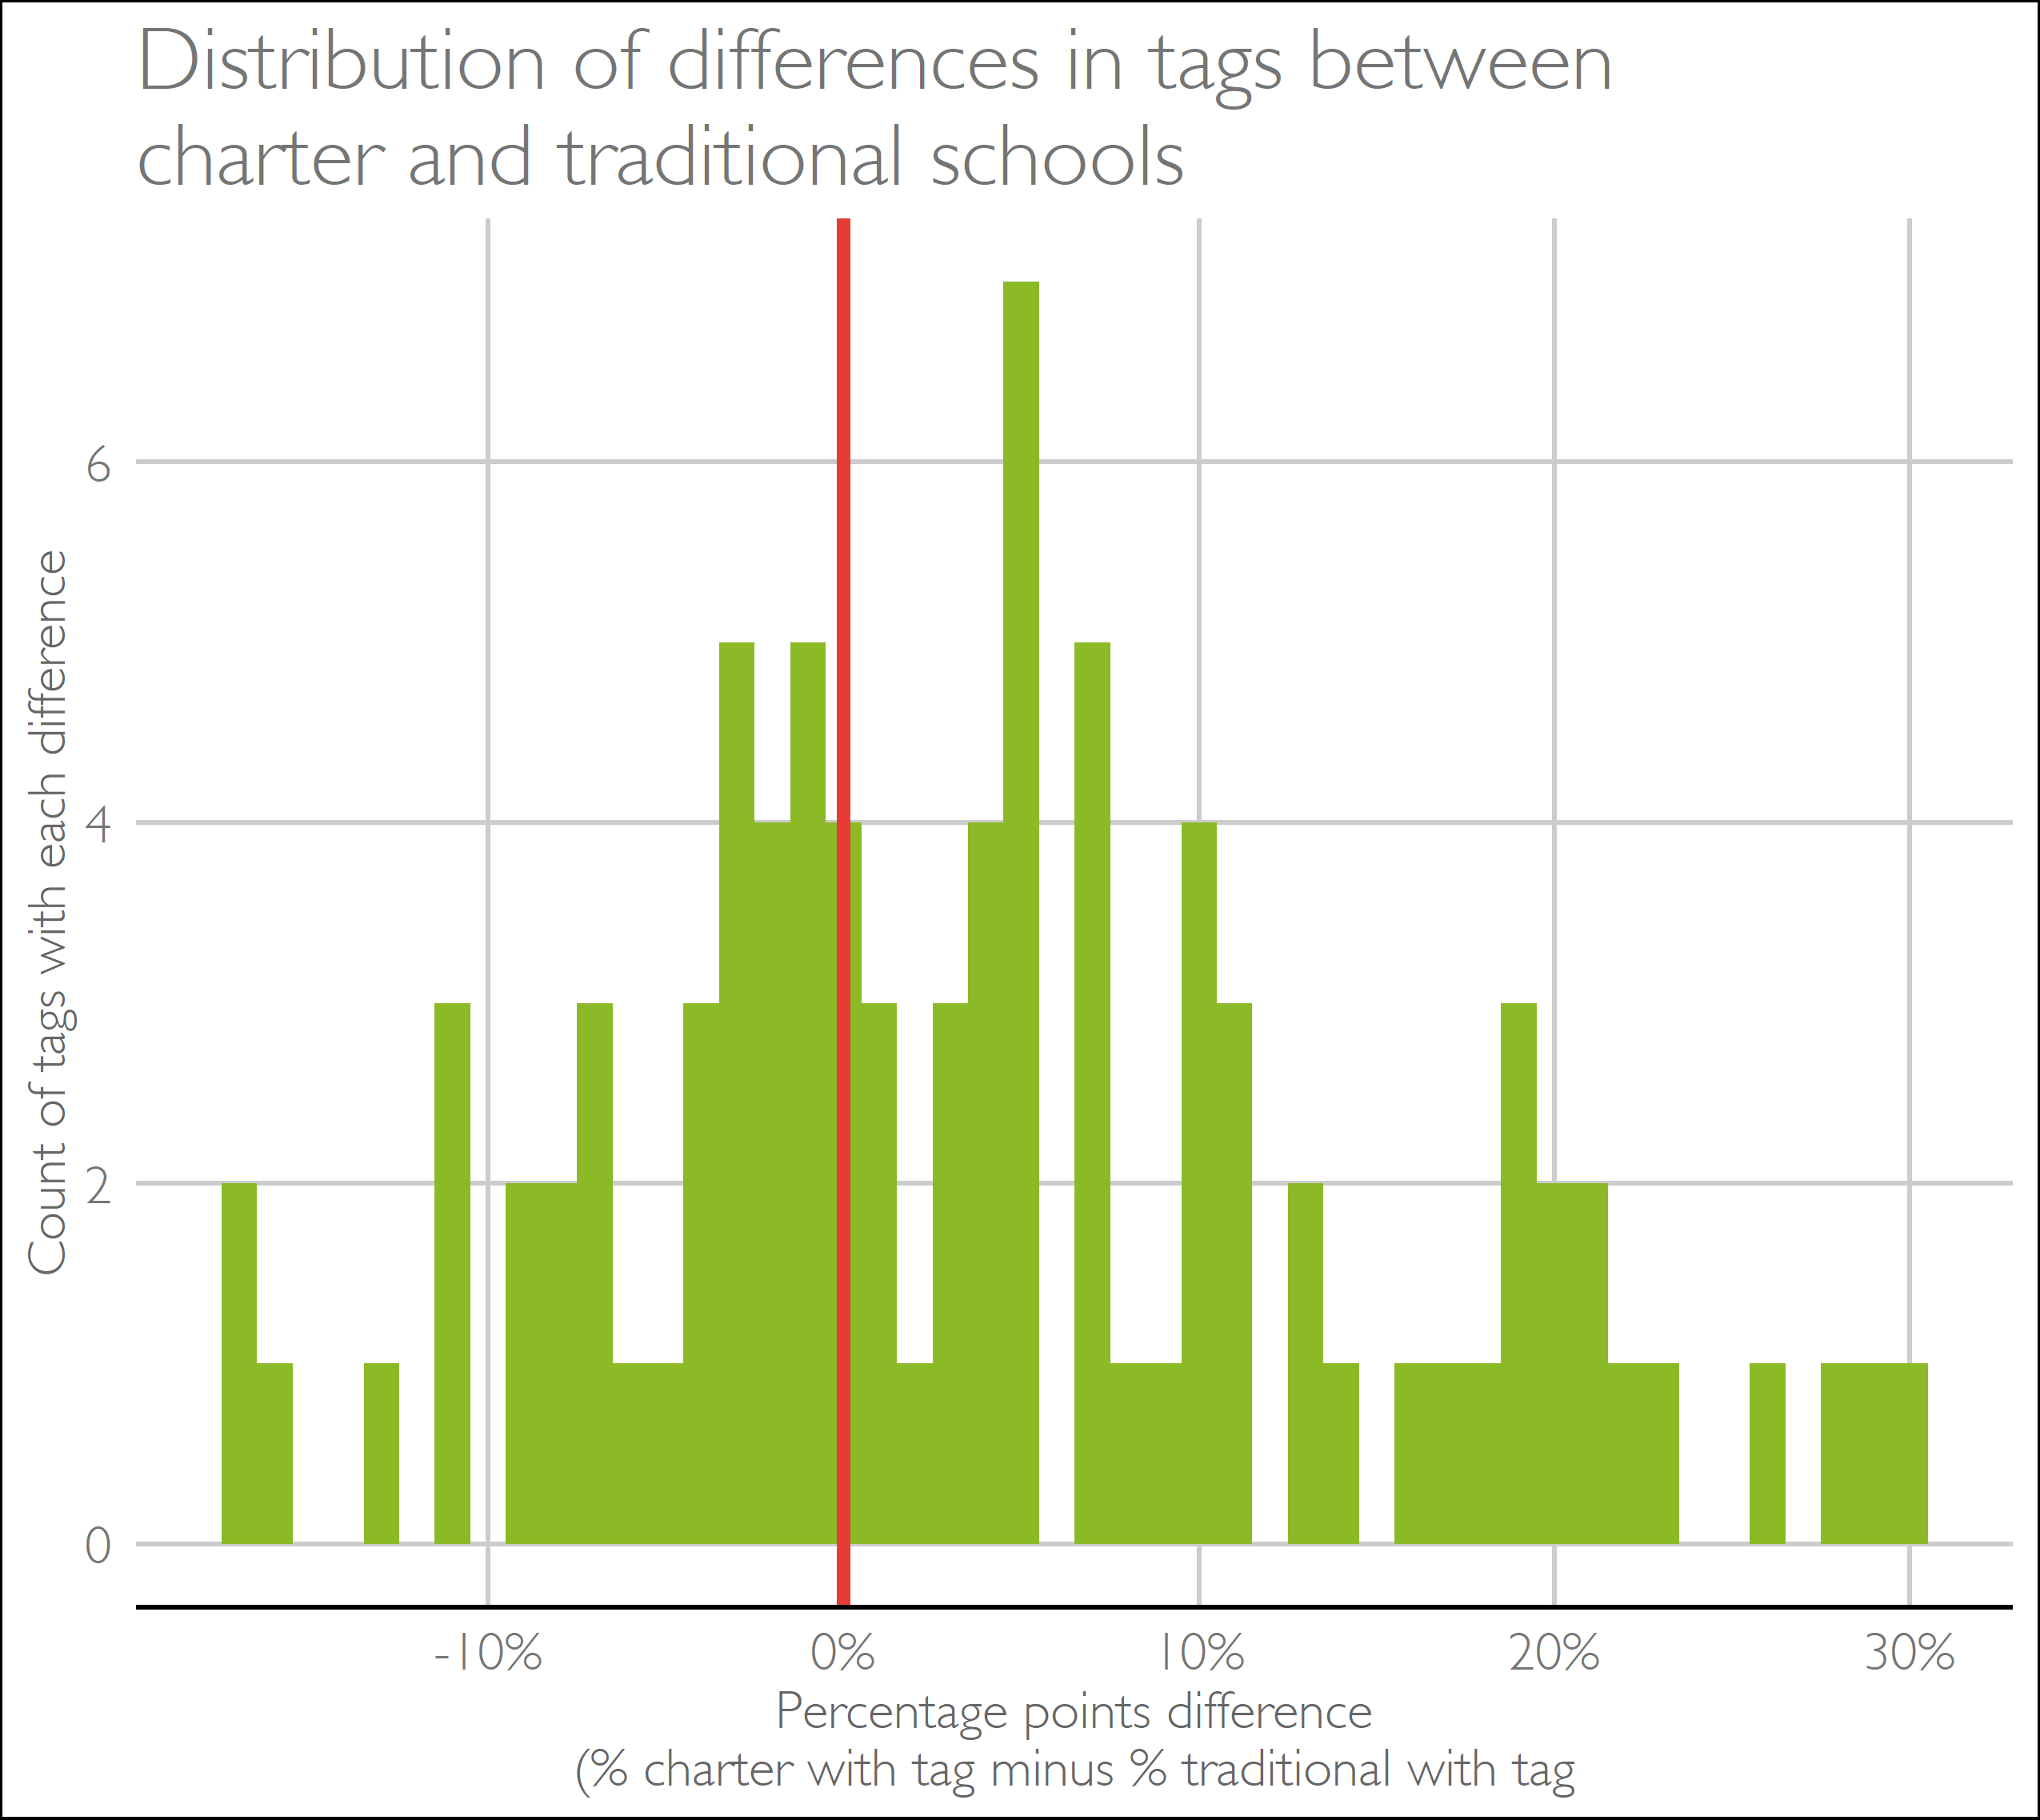 Distribution of differences in tags between
charter and traditional schools
Count of tags with each difference
6
4
2
0
-10%
0%
10%
20%
30%
Percentage points difference
(% charter with tag minus % traditional with tag